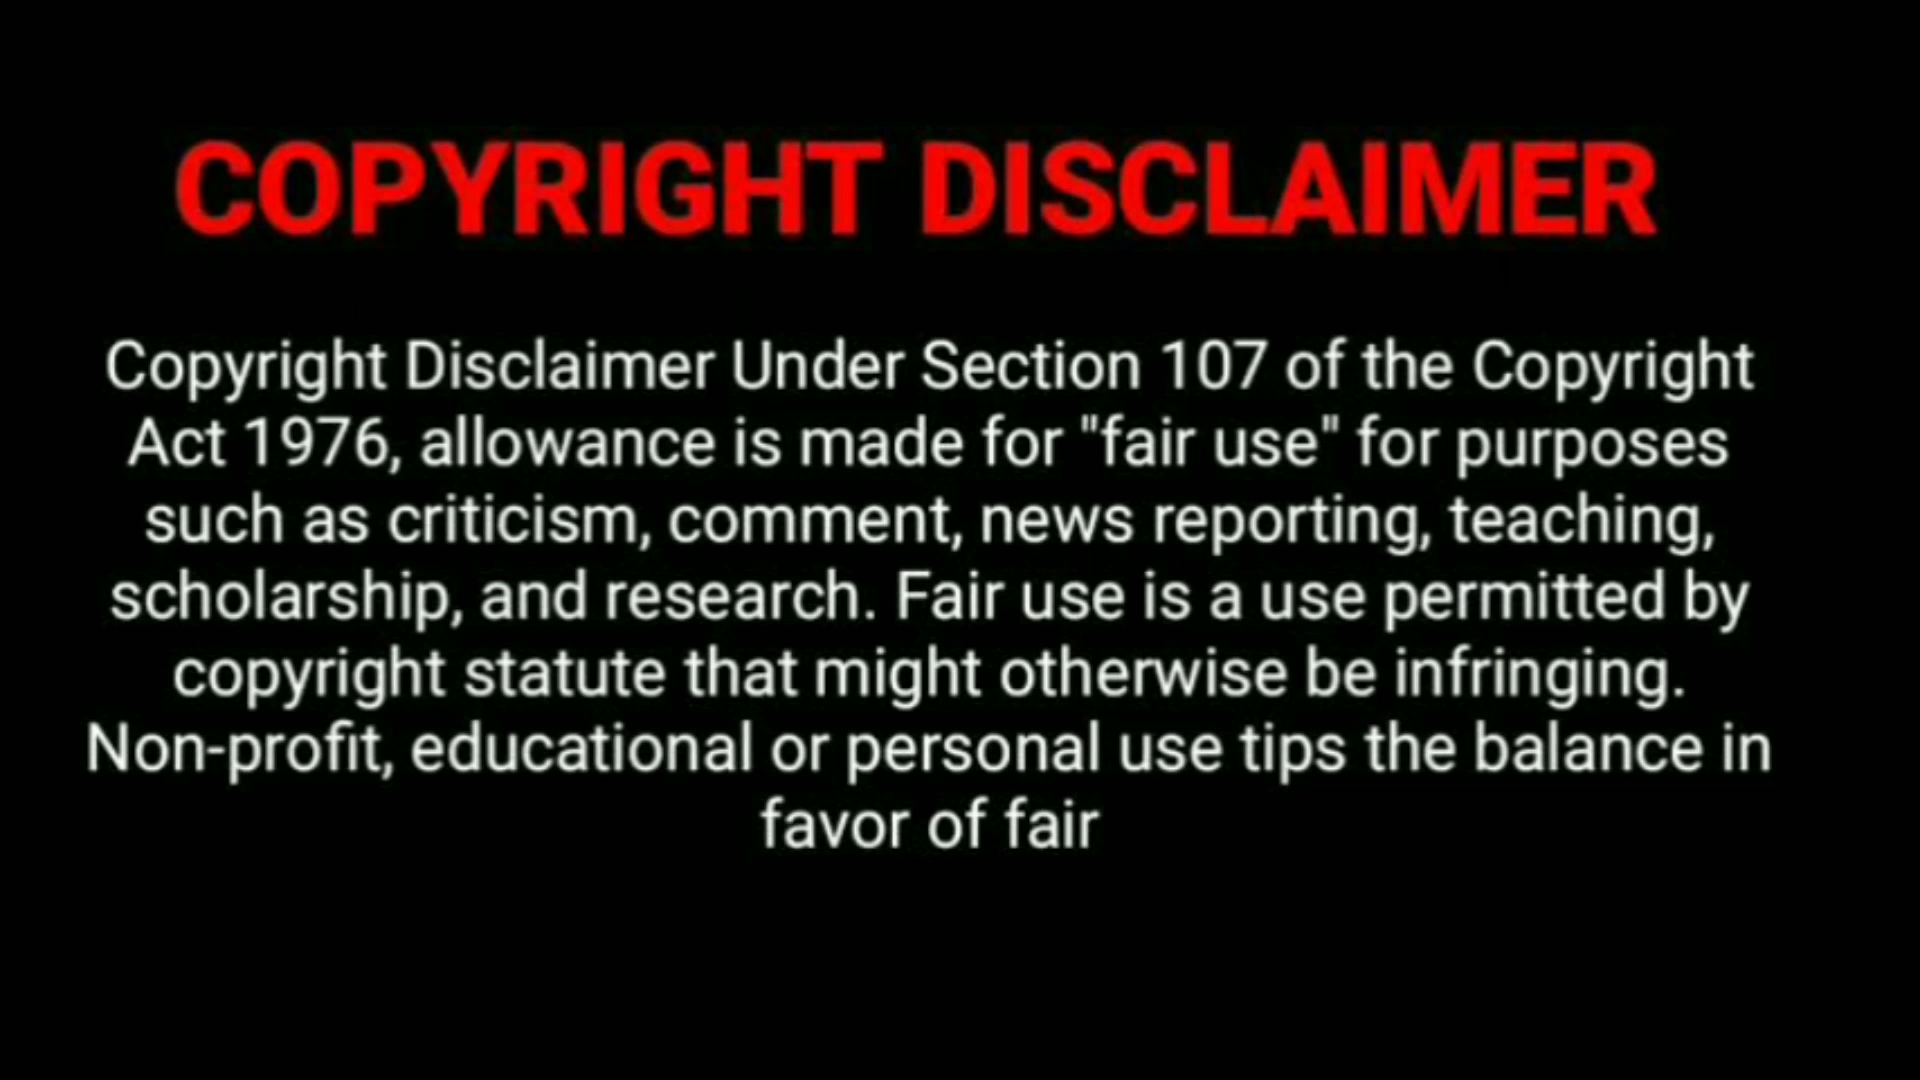 COPYRIGHT DISCLAIMER
Copyright Disclaimer Under Section 107 of the Copyright
Act 1976, allowance is made for "fair use" for purposes
such as criticism, comment, news reporting, teaching,
scholarship, and research. Fair use is a use permitted by
copyright statute that might otherwise be infringing.
Non-profit, educational or personal use tips the balance in
favor of fair